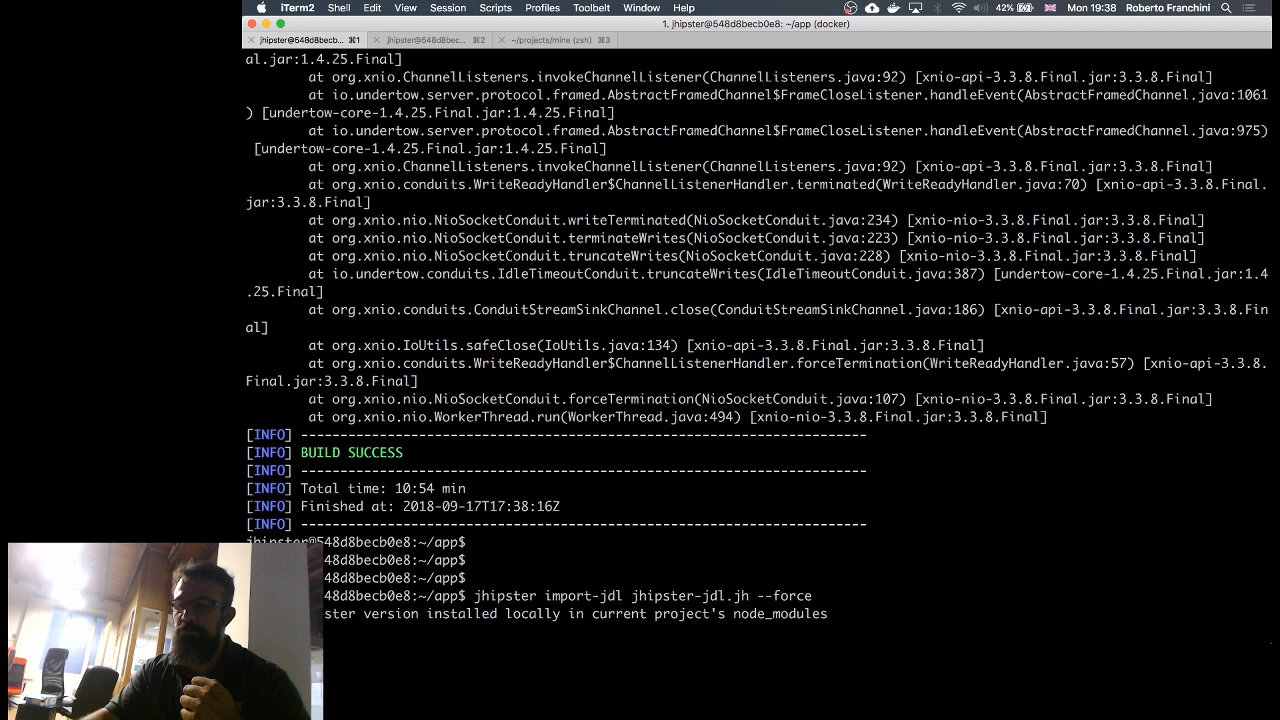 iTerm2 Shell Edit View Session Scripts Profiles Toolbelt Window Help 42% Mon 19:38 Roberto Franchini
1. jhipster@548d8becb0e8: ~/app (docker)
jhipster@548d8becb... ⌘1 jhipster@548d8bec... ⌘2 ~/projects/mine (zsh) ⌘3
al.jar:1.4.25.Final]
at org.xnio.ChannelListeners.invokeChannelListener(ChannelListeners.java:92) [xnio-api-3.3.8.Final.jar:3.3.8.Final]
at io.undertow.server.protocol.framed.AbstractFramedChannel$FrameCloseListener.handleEvent(AbstractFramedChannel.java:1061
) [undertow-core-1.4.25.Final.jar:1.4.25.Final]
at io.undertow.server.protocol.framed.AbstractFramedChannel$FrameCloseListener.handleEvent(AbstractFramedChannel.java:975)
[undertow-core-1.4.25.Final.jar:1.4.25.Final]
at org.xnio.ChannelListeners.invokeChannelListener(ChannelListeners.java:92) [xnio-api-3.3.8.Final.jar:3.3.8.Final]
at org.xnio.conduits.WriteReadyHandler$ChannelListenerHandler.terminated(WriteReadyHandler.java:70) [xnio-api-3.3.8.Final.
jar:3.3.8.Final]
at org.xnio.nio.NioSocketConduit.writeTerminated(NioSocketConduit.java:234) [xnio-nio-3.3.8.Final.jar:3.3.8.Final]
at org.xnio.nio.NioSocketConduit.terminateWrites(NioSocketConduit.java:223) [xnio-nio-3.3.8.Final.jar:3.3.8.Final]
at org.xnio.nio.NioSocketConduit.truncateWrites(NioSocketConduit.java:228) [xnio-nio-3.3.8.Final.jar:3.3.8.Final]
at io.undertow.conduits.IdleTimeoutConduit.truncateWrites(IdleTimeoutConduit.java:387) [undertow-core-1.4.25.Final.jar:1.4
.25.Final]
at org.xnio.conduits.ConduitStreamSinkChannel.close(ConduitStreamSinkChannel.java:186) [xnio-api-3.3.8.Final.jar:3.3.8.Fin
al]
at org.xnio.IoUtils.safeClose(IoUtils.java:134) [xnio-api-3.3.8.Final.jar:3.3.8.Final]
at org.xnio.conduits.WriteReadyHandler$ChannelListenerHandler.forceTermination(WriteReadyHandler.java:57) [xnio-api-3.3.8.
Final.jar:3.3.8.Final]
at org.xnio.nio.NioSocketConduit.forceTermination(NioSocketConduit.java:107) [xnio-nio-3.3.8.Final.jar:3.3.8.Final]
at org.xnio.nio.WorkerThread.run(WorkerThread.java:494) [xnio-nio-3.3.8.Final.jar:3.3.8.Final]
[INFO] ------------------------------------------------------------------------
[INFO] BUILD SUCCESS
[INFO] ------------------------------------------------------------------------
[INFO] Total time: 10:54 min
[INFO] Finished at: 2018-09-17T17:38:16Z
[INFO] ------------------------------------------------------------------------
jhipster@548d8becb0e8:~/app$
48d8becb0e8:~/app$
48d8becb0e8:~/app$
48d8becb0e8:~/app$ jhipster import-jdl jhipster-jdl.jh --force
ster version installed locally in current project's node_modules